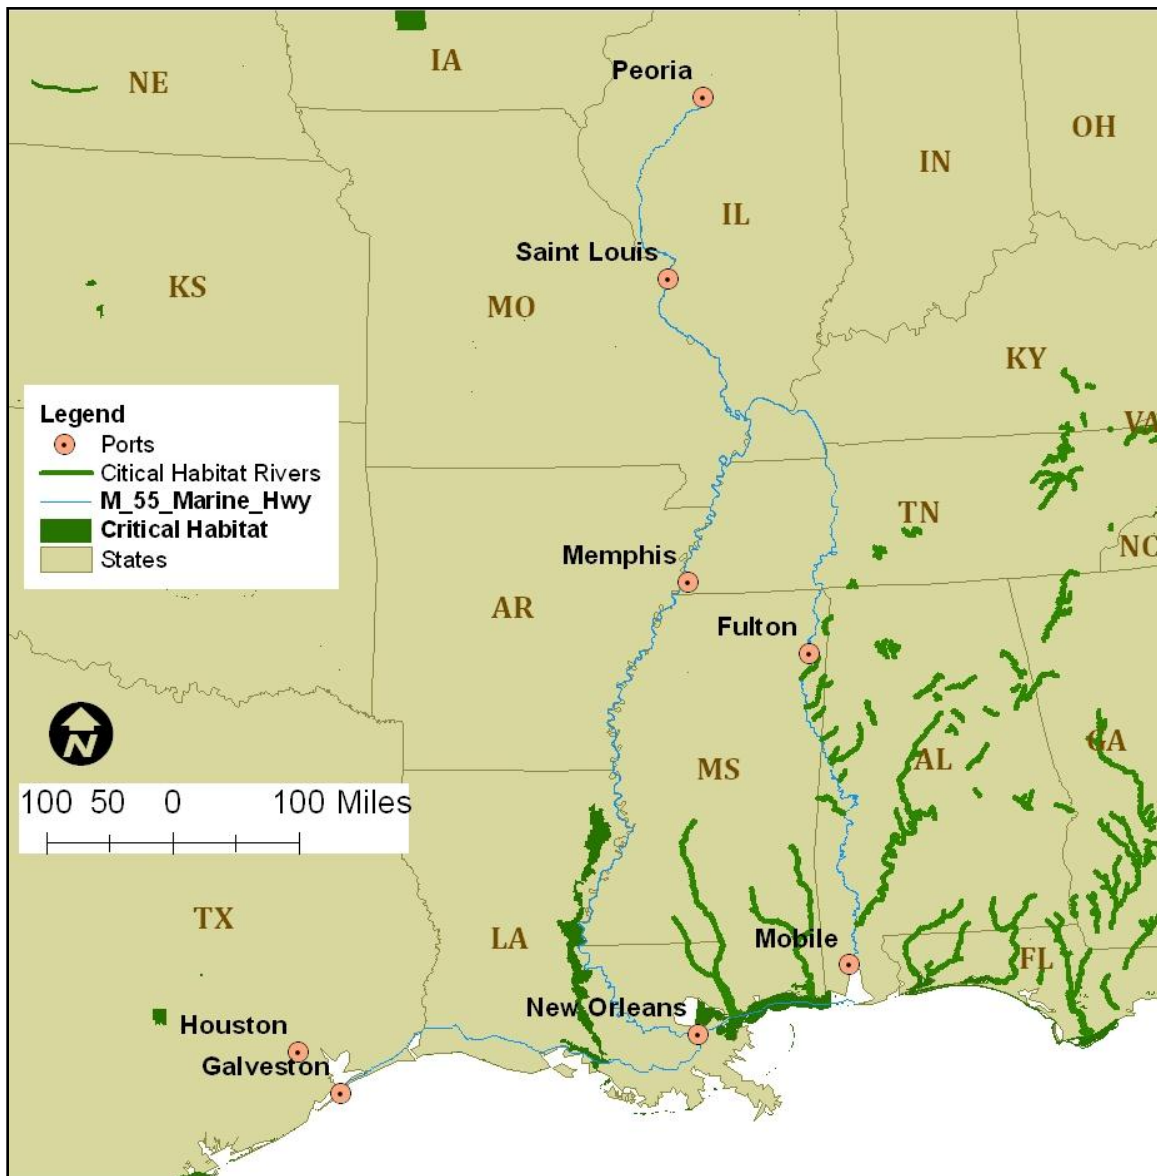 IA
NE
Peoria
OH
IN
IL
Saint Louis
KS
MO
KY
Legend
Ports
Citical Habitat Rivers
M_55_Marine_Hwy
Critical Habitat
States
VA
TN
NC
Memphis
AR
Fulton
N
MS
AL
GA
100 50 0 100 Miles
TX
LA
Mobile
FL
New Orleans
Houston
Galveston